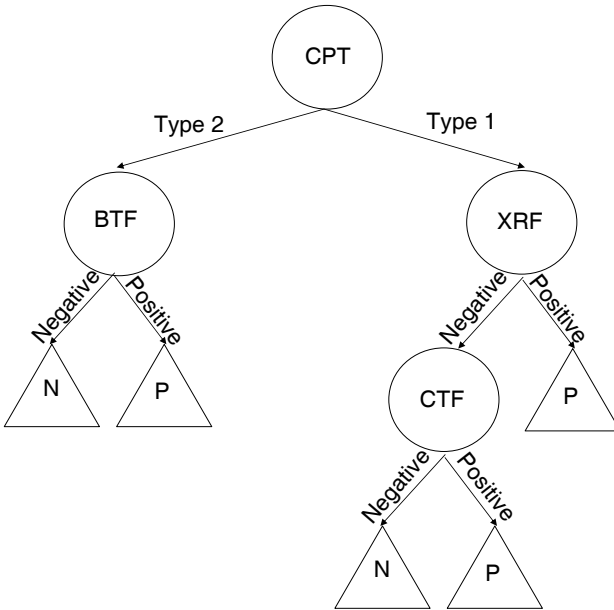 CPT
Type 2
Type 1
BTF
XRF
Negative
Positive
Negative
Positive
N
P
CTF
P
Negative
Positive
N
P